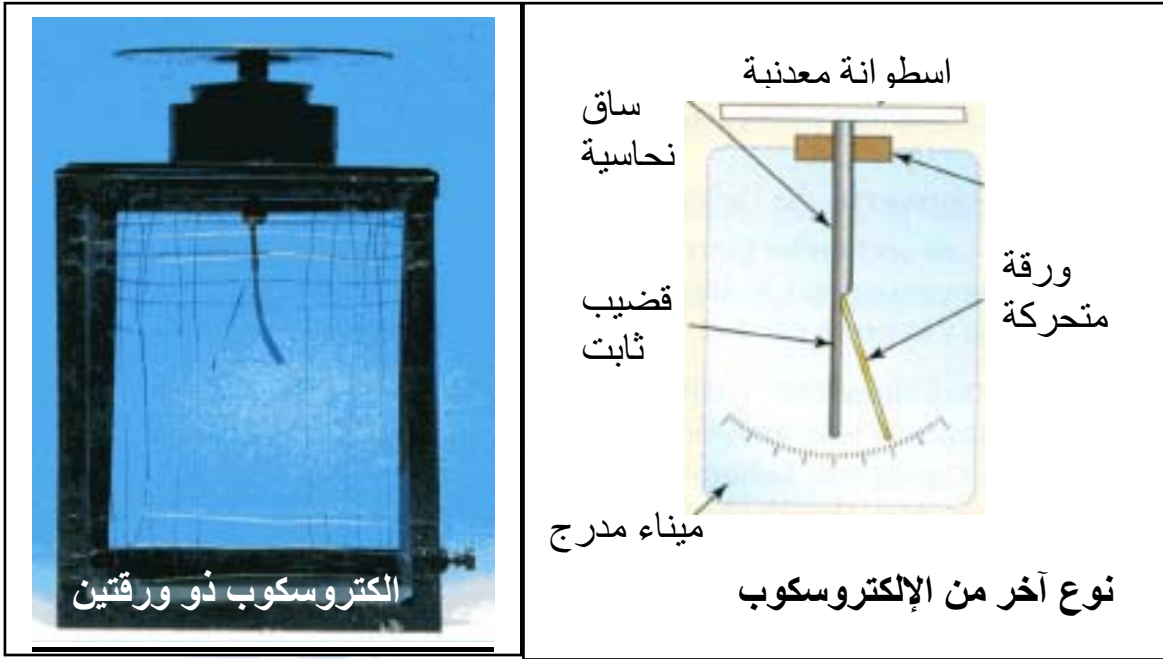 اسطوانة معدنية
ساق
نحاسية
ورقة
متحركة
قضيب
ثابت
ميناء مدرج
نوع آخر من الإلكتروسكوب
الكتروسكوب ذو ورقتين